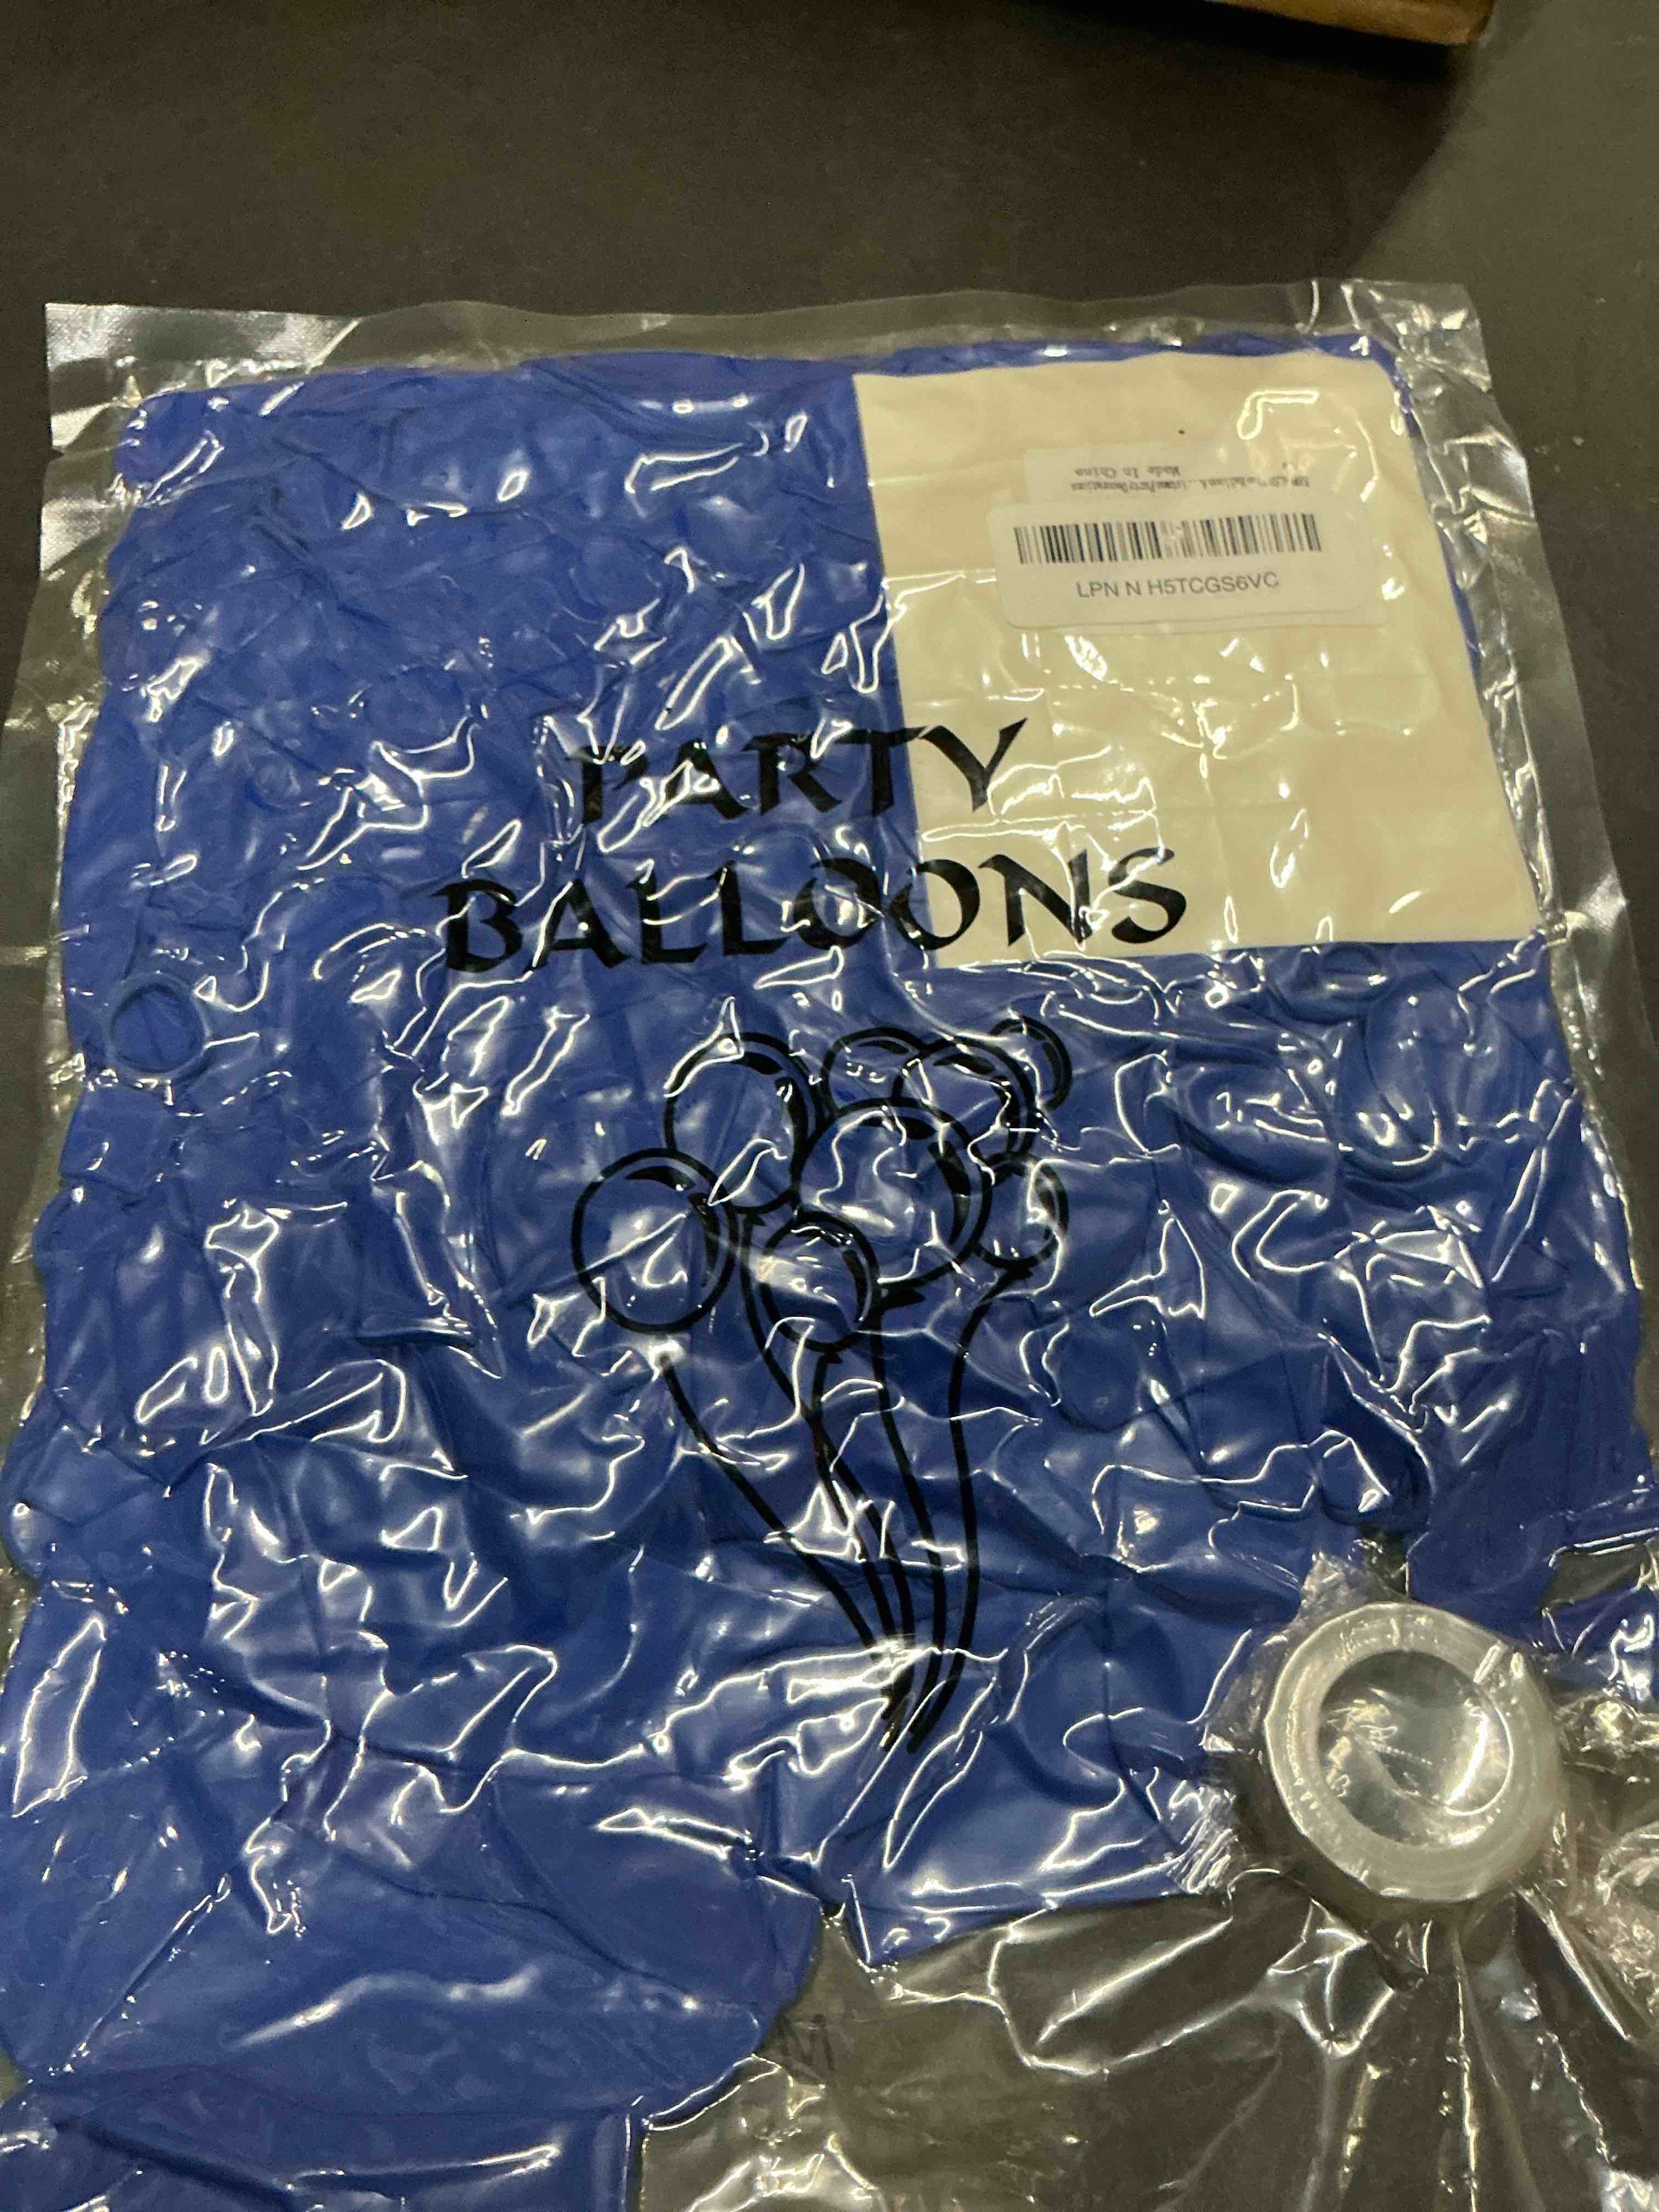 Made In China
LPN N H5TCGS6VC
PARTY
BALLOONS